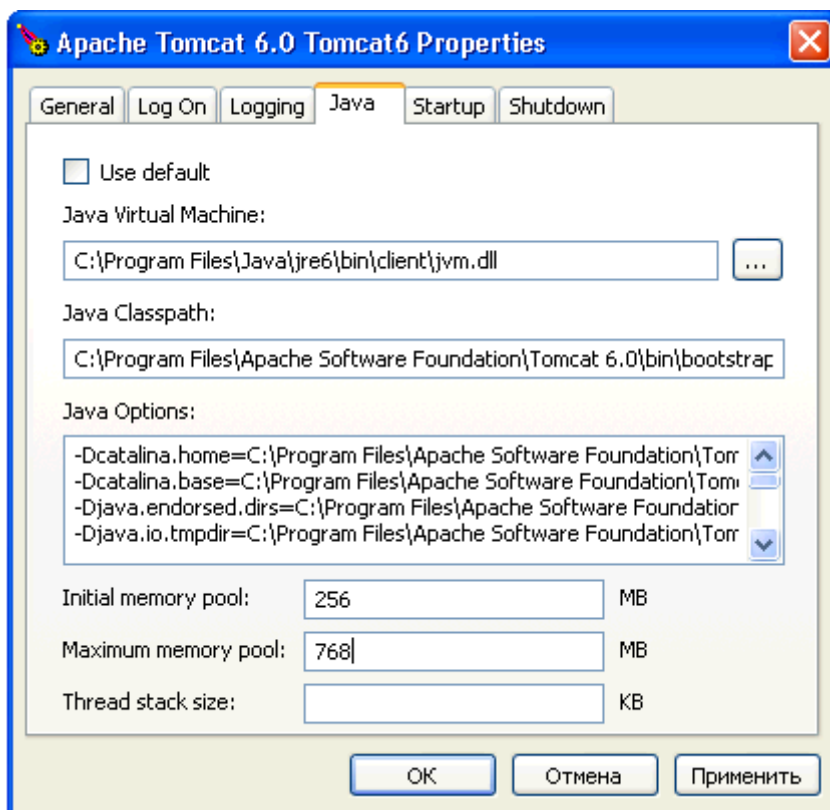 Apache Tomcat 6.0 Tomcat6 Properties
General Log On Logging Java Startup Shutdown
Use default
Java Virtual Machine:
C:\Program Files\Java\jre6\bin\client\jvm.dll ...
Java Classpath:
C:\Program Files\Apache Software Foundation\Tomcat 6.0\bin\bootstrap
Java Options:
-Dcatalina.home=C:\Program Files\Apache Software Foundation\Tom
-Dcatalina.base=C:\Program Files\Apache Software Foundation\Tom
-Djava.endorsed.dirs=C:\Program Files\Apache Software Foundation
-Djava.io.tmpdir=C:\Program Files\Apache Software Foundation\Tom
Initial memory pool: 256 MB
Maximum memory pool: 768 MB
Thread stack size: KB
OK Отмена Применить